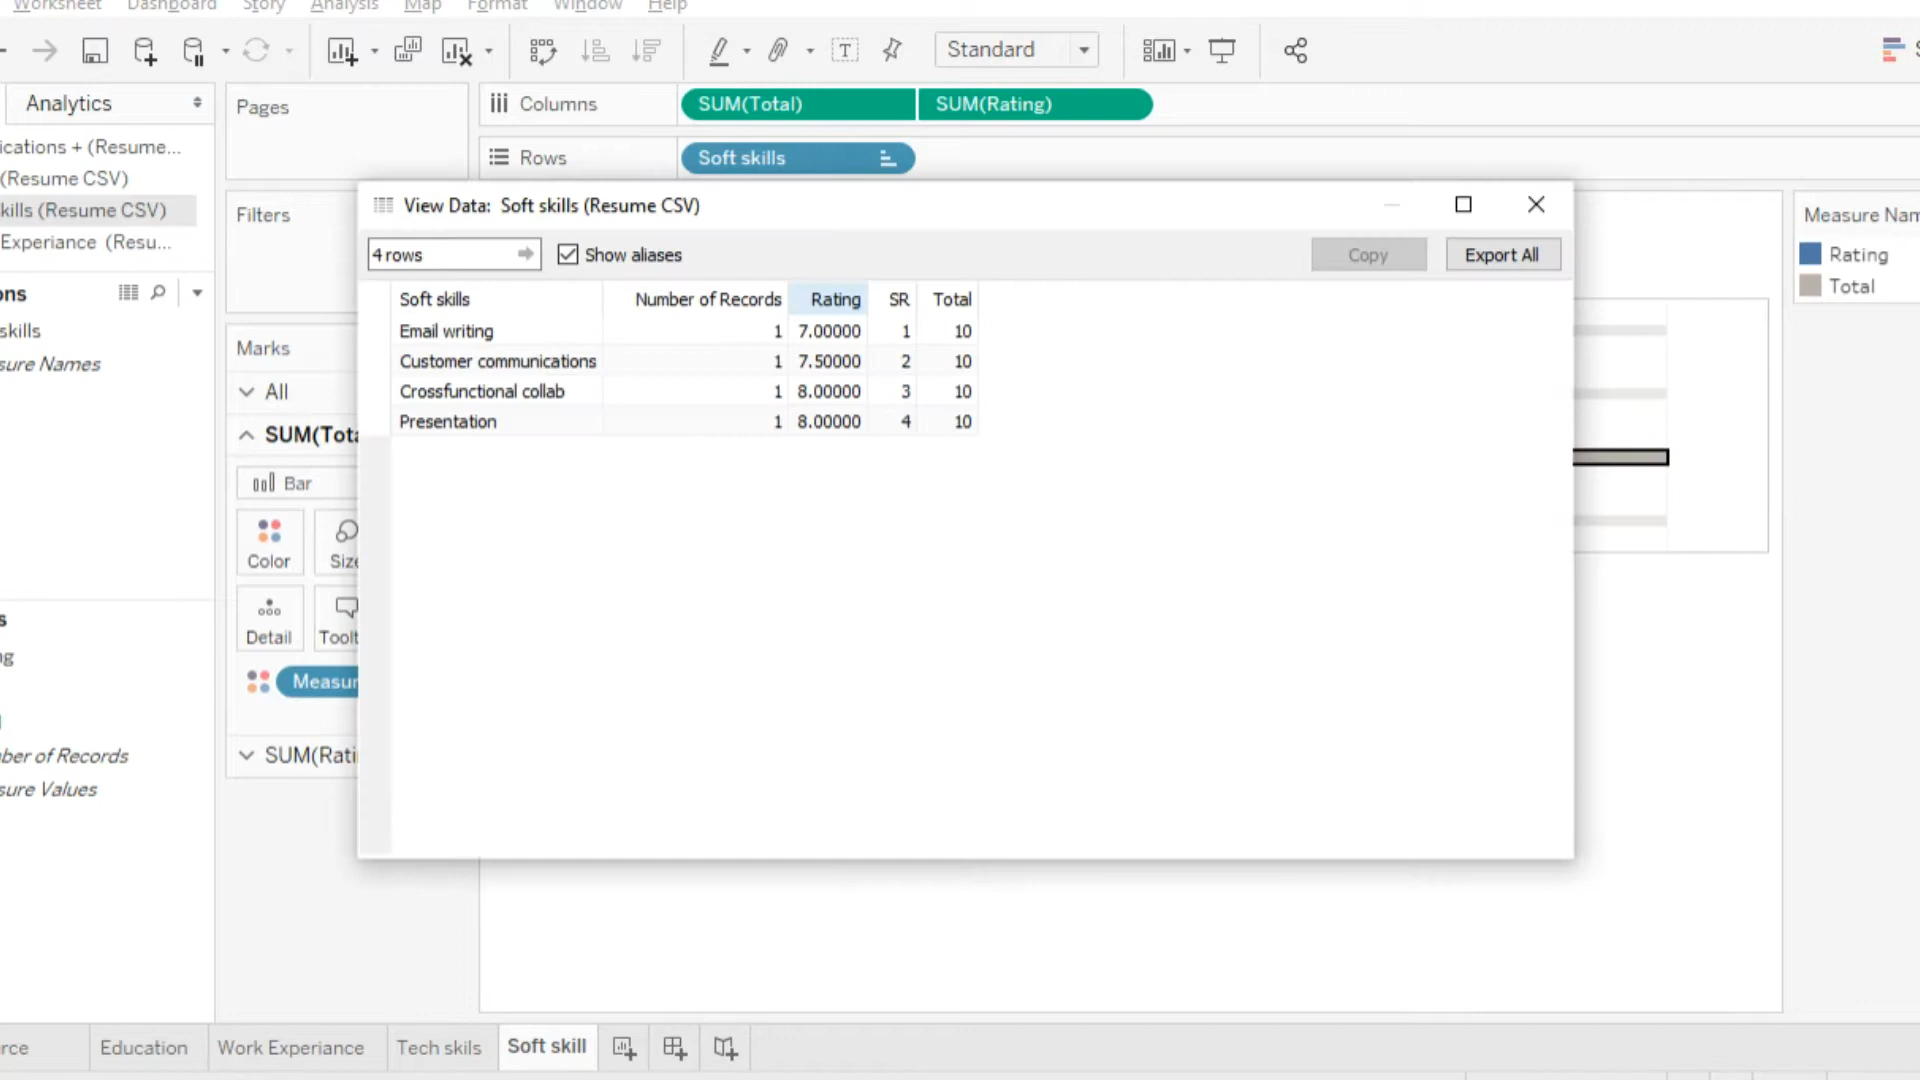 Worksheet Dashboard Story Analysis Map Format Window Help
Standard
Analytics
Pages
Columns
SUM(Total)
SUM(Rating)
ications + (Resume...
Rows
Soft skills
(Resume CSV)
kills (Resume CSV)
Experiance (Resu...
Filters
View Data: Soft skills (Resume CSV)
Measure Nam
4 rows
Show aliases
Copy
Export All
Rating
Total
ons
skills
sure Names
Soft skills Number of Records Rating SR Total
Email writing 1 7.00000 1 10
Customer communications 1 7.50000 2 10
Crossfunctional collab 1 8.00000 3 10
Presentation 1 8.00000 4 10
Marks
All
SUM(Tota
Bar
Color
Size
Detail
Toolt
s
ng
Measur
SUM(Rati
ber of Records
sure Values
rce
Education
Work Experiance
Tech skils
Soft skill